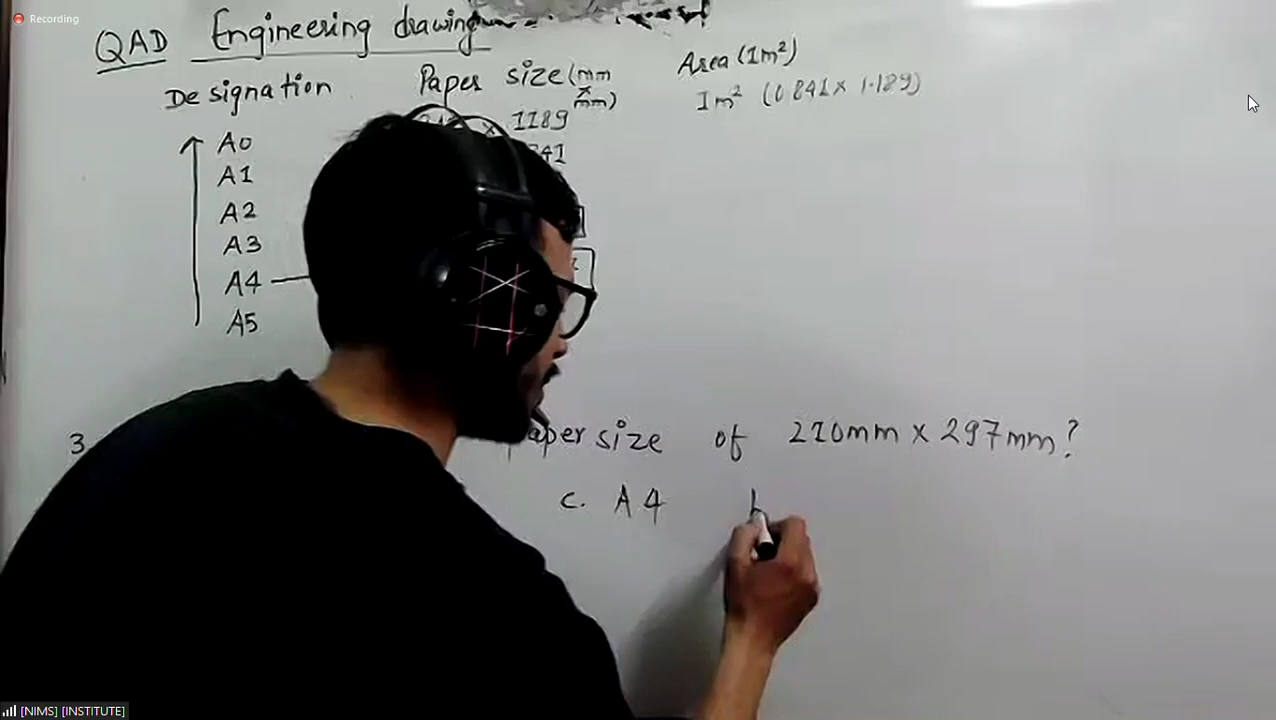 Recording
QAD Engineering drawing
Designation Paper size (mm x mm) Area (1m²)
A0 1189 1m² (0.841 x 1.189)
A1 841
A2
A3
A4
A5
3 Paper size of 210mm x 297mm?
c. A4
[NIMS] [INSTITUTE]